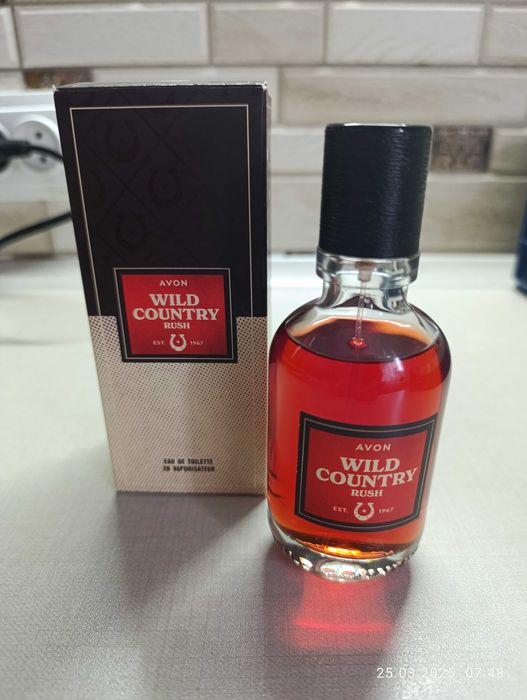 AVON
WILD
COUNTRY
RUSH
EST. 1967
EAU DE TOILETTE
EN VAPORISATEUR
AVON
WILD
COUNTRY
RUSH
EST. 1967
25.03.2025 07:48